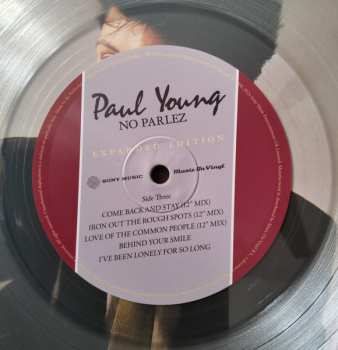 Paul Young
NO PARLEZ
EXPANDED EDITION
SONY MUSIC Music On Vinyl
Side Three
COME BACK AND STAY (12" MIX)
IRON OUT THE ROUGH SPOTS (12" MIX)
LOVE OF THE COMMON PEOPLE (12" MIX)
BEHIND YOUR SMILE
I'VE BEEN LONELY FOR SO LONG